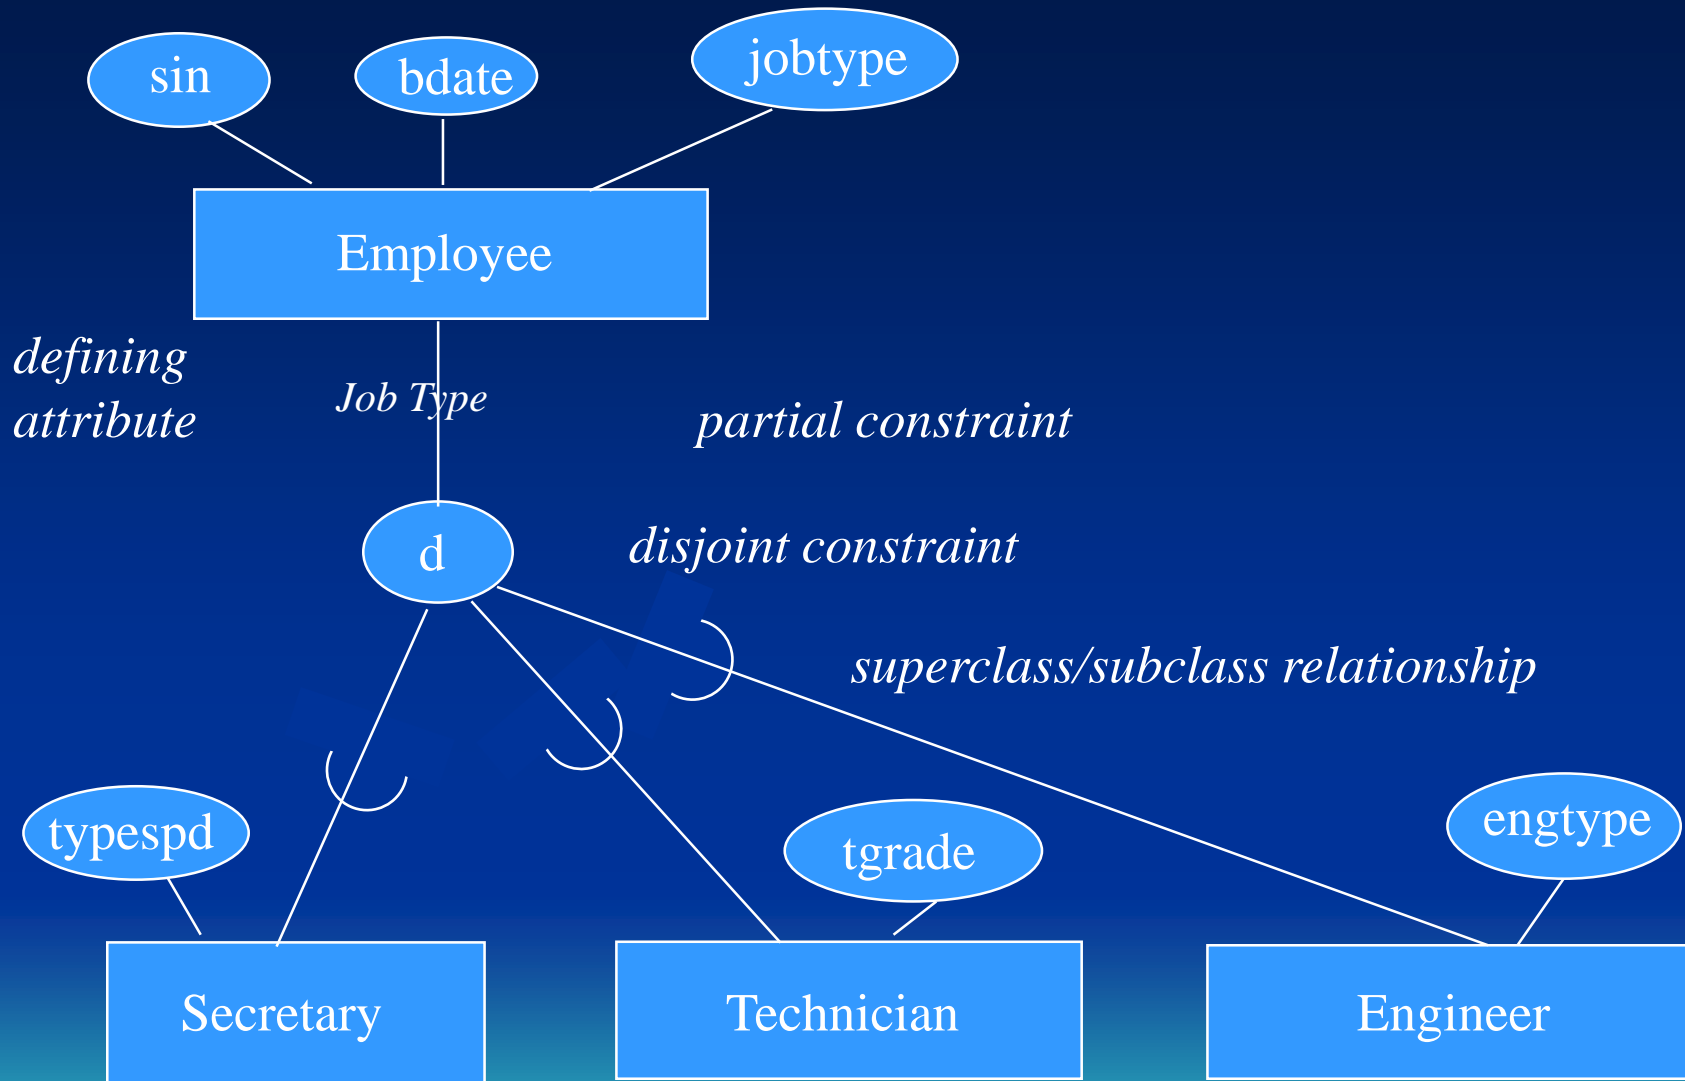 sin
bdate
jobtype
Employee
defining
attribute
Job Type
partial constraint
d
disjoint constraint
superclass/subclass relationship
typespd
tgrade
engtype
Secretary
Technician
Engineer